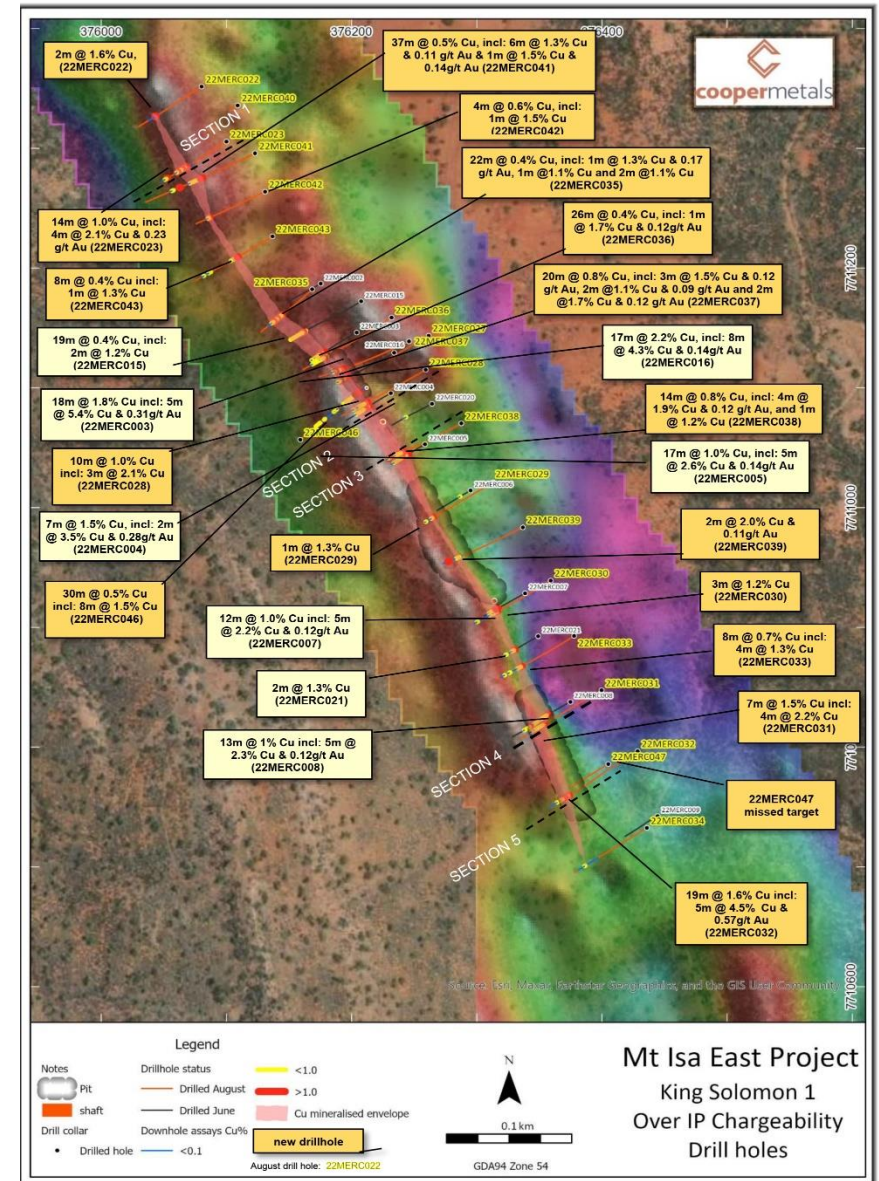 376000
376200
376400
coopermetals
2m @ 1.6% Cu,
(22MERC022)
37m @ 0.5% Cu, incl: 6m @ 1.3% Cu
& 0.11 g/t Au & 1m @ 1.5% Cu &
0.14g/t Au (22MERC041)
4m @ 0.6% Cu, incl:
1m @ 1.5% Cu
(22MERC042)
22m @ 0.4% Cu, incl: 1m @ 1.3% Cu & 0.17
g/t Au, 1m @1.1% Cu and 2m @1.1% Cu
(22MERC035)
14m @ 1.0% Cu, incl:
4m @ 2.1% Cu & 0.23
g/t Au (22MERC023)
26m @ 0.4% Cu, incl: 1m
@ 1.7% Cu & 0.12g/t Au
(22MERC036)
8m @ 0.4% Cu incl:
1m @ 1.3% Cu
(22MERC043)
20m @ 0.8% Cu, incl: 3m @ 1.5% Cu & 0.12
g/t Au, 2m @1.1% Cu & 0.09 g/t Au and 2m
@1.7% Cu & 0.12 g/t Au (22MERC037)
19m @ 0.4% Cu, incl:
2m @ 1.2% Cu
(22MERC015)
17m @ 2.2% Cu, incl: 8m
@ 4.3% Cu & 0.14g/t Au
(22MERC016)
18m @ 1.8% Cu incl: 5m
@ 5.4% Cu & 0.31g/t Au
(22MERC003)
14m @ 0.8% Cu, incl: 4m @
1.9% Cu & 0.12 g/t Au, and 1m
@ 1.2% Cu (22MERC038)
10m @ 1.0% Cu
incl: 3m @ 2.1% Cu
(22MERC028)
17m @ 1.0% Cu, incl: 5m
@ 2.6% Cu & 0.14g/t Au
(22MERC005)
7m @ 1.5% Cu, incl: 2m
@ 3.5% Cu & 0.28g/t Au
(22MERC004)
1m @ 1.3% Cu
(22MERC029)
2m @ 2.0% Cu &
0.11g/t Au
(22MERC039)
30m @ 0.5% Cu
incl: 8m @ 1.5% Cu
(22MERC046)
3m @ 1.2% Cu
(22MERC030)
12m @ 1.0% Cu incl: 5m
@ 2.2% Cu & 0.12g/t Au
(22MERC007)
8m @ 0.7% Cu incl:
4m @ 1.3% Cu
(22MERC033)
2m @ 1.3% Cu
(22MERC021)
7m @ 1.5% Cu incl:
4m @ 2.2% Cu
(22MERC031)
13m @ 1% Cu incl: 5m @
2.3% Cu & 0.12g/t Au
(22MERC008)
22MERC047
missed target
19m @ 1.6% Cu incl:
5m @ 4.5% Cu &
0.57g/t Au
(22MERC032)
22MERC022
22MERC040
SECTION 1
22MERC023
22MERC041
22MERC042
22MERC043
22MERC035
22MERC002
22MERC015
22MERC036
22MERC003
22MERC037
22MERC016
22MERC028
22MERC004
22MERC020
22MERC038
22MERC046
22MERC005
SECTION 2
SECTION 3
22MERC029
22MERC006
22MERC039
22MERC030
22MERC007
22MERC021
22MERC033
22MERC031
22MERC008
SECTION 4
22MERC032
22MERC047
22MERC009
22MERC034
SECTION 5
7711200
7711000
7710600
Source: Esri, Maxar, Earthstar Geographics, and the GIS User Community
Legend
Notes
Pit
shaft
Drill collar
Drilled hole
Drillhole status
Drilled August
Drilled June
Downhole assays Cu%
<0.1
<1.0
>1.0
Cu mineralised envelope
new drillhole
August drill hole: 22MERC022
N
0.1 km
GDA94 Zone 54
Mt Isa East Project
King Solomon 1
Over IP Chargeability
Drill holes